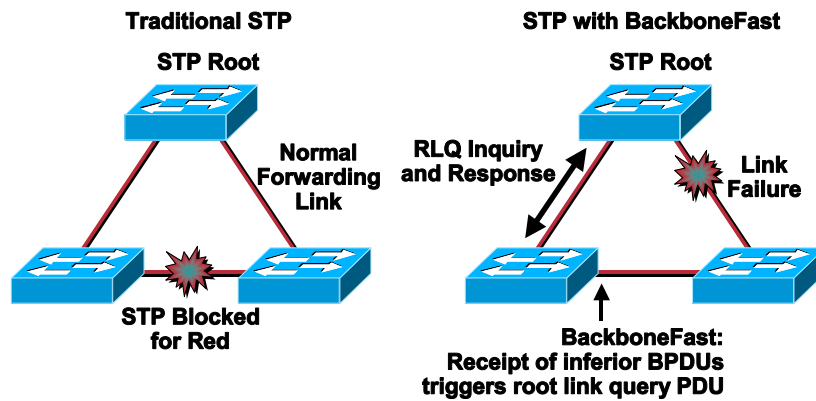 Traditional STP
STP Root
Normal
Forwarding
Link
STP Blocked
for Red
STP with BackboneFast
STP Root
RLQ Inquiry
and Response
Link
Failure
BackboneFast:
Receipt of inferior BPDUs
triggers root link query PDU